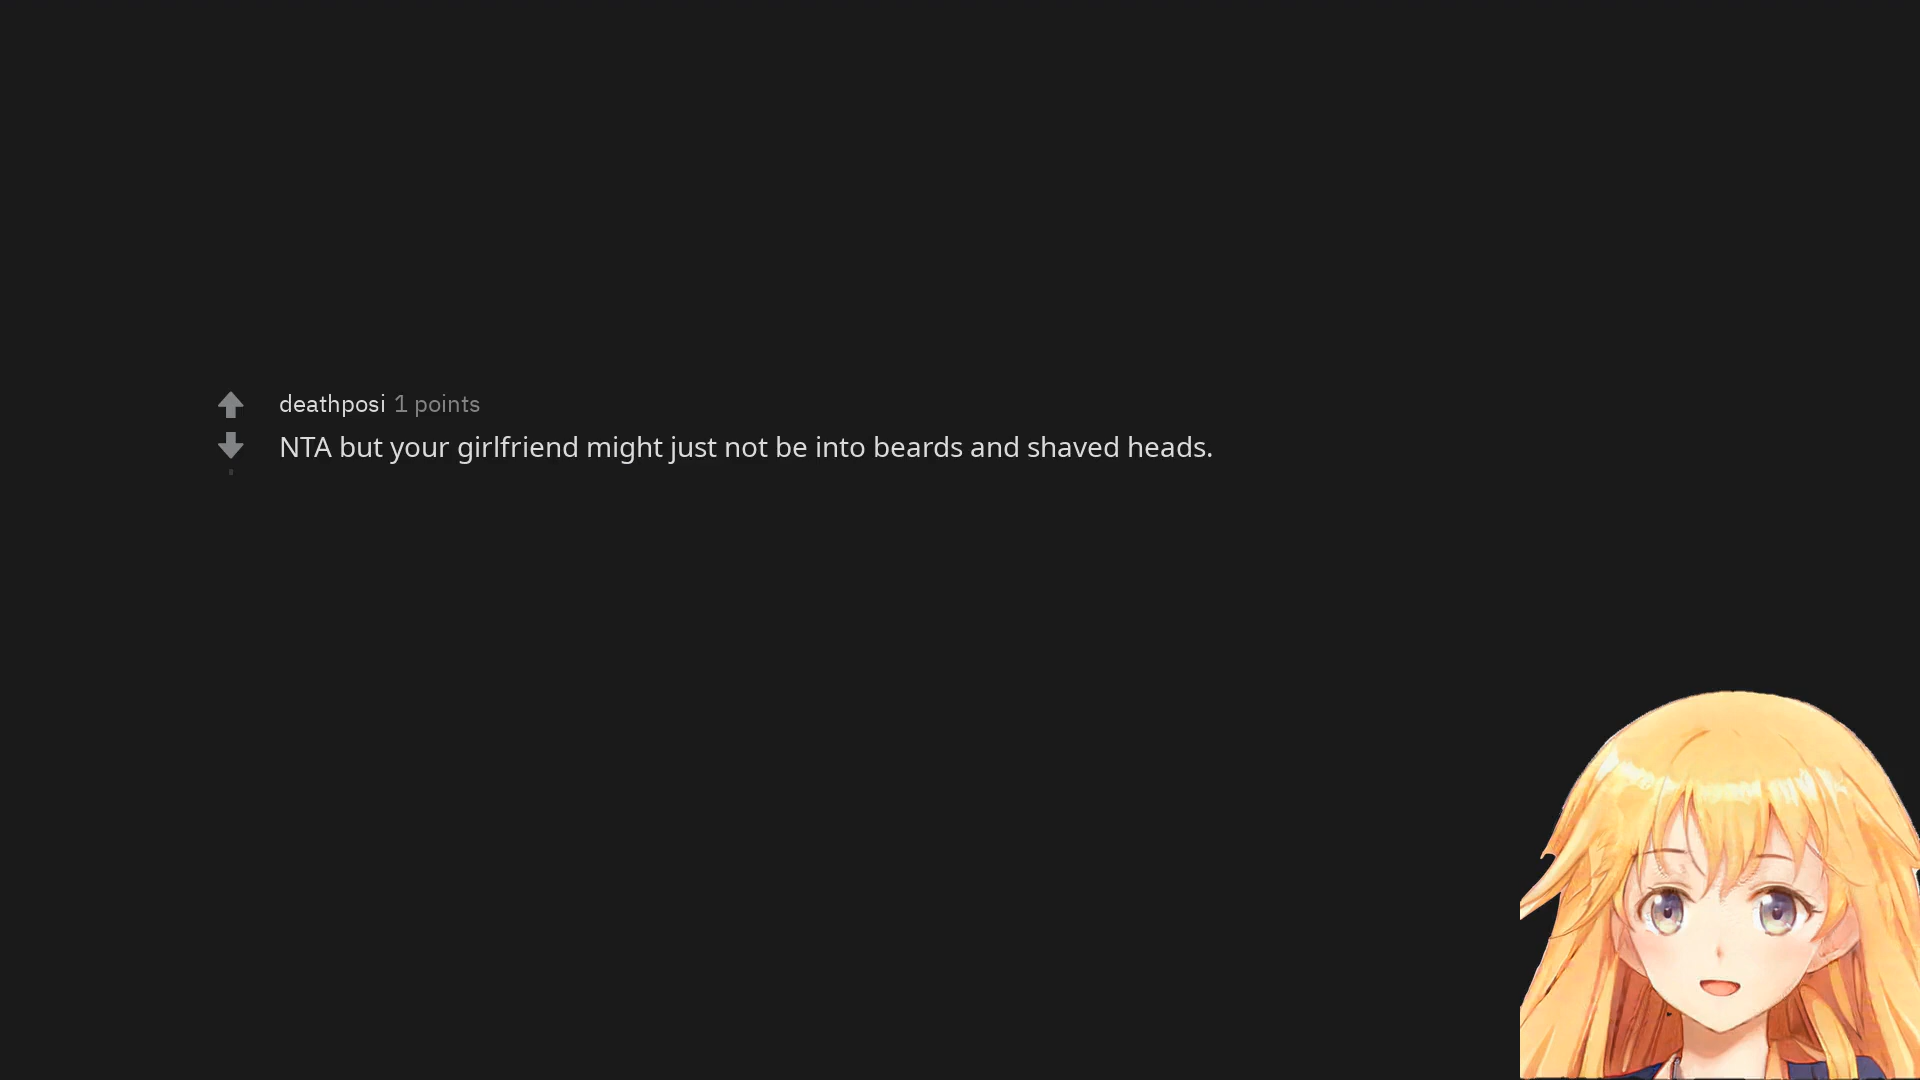 deathposi 1 points
NTA but your girlfriend might just not be into beards and shaved heads.